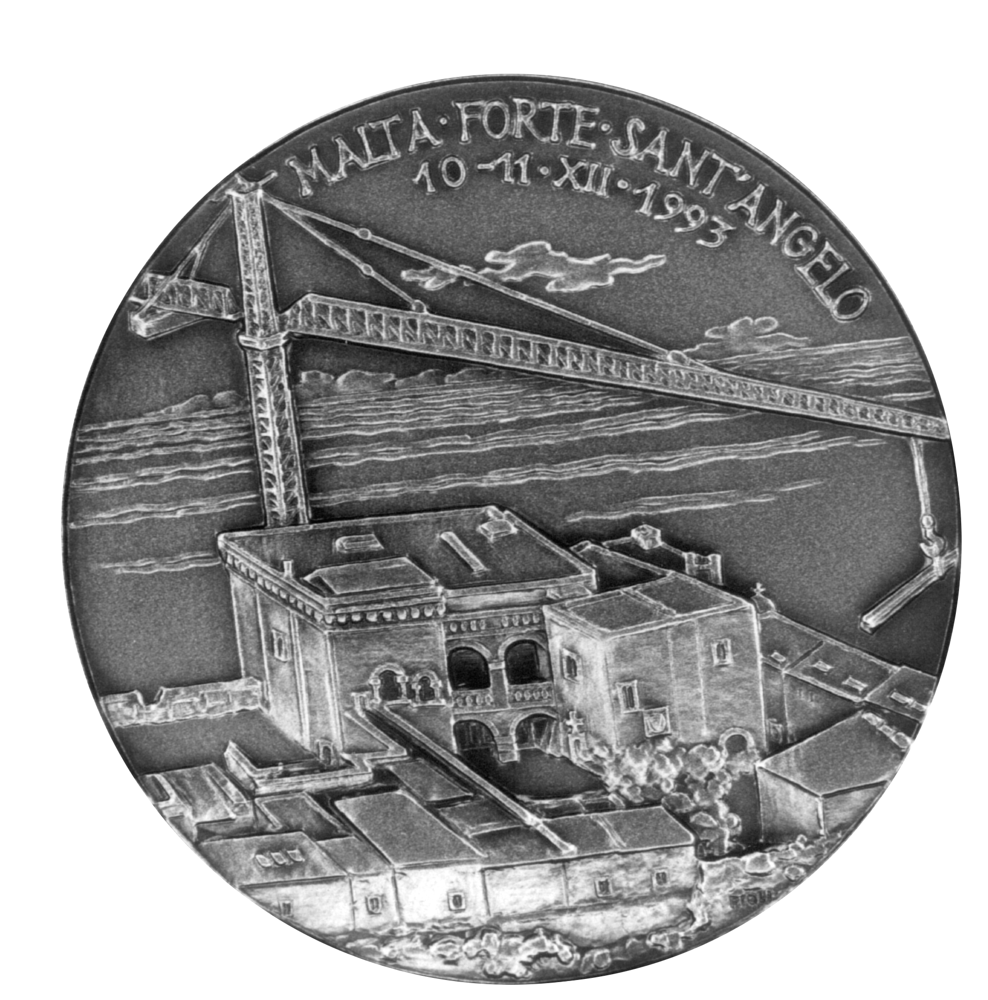 MALTA · FORTE · SANT'ANGELO
10-11 · XII · 1993